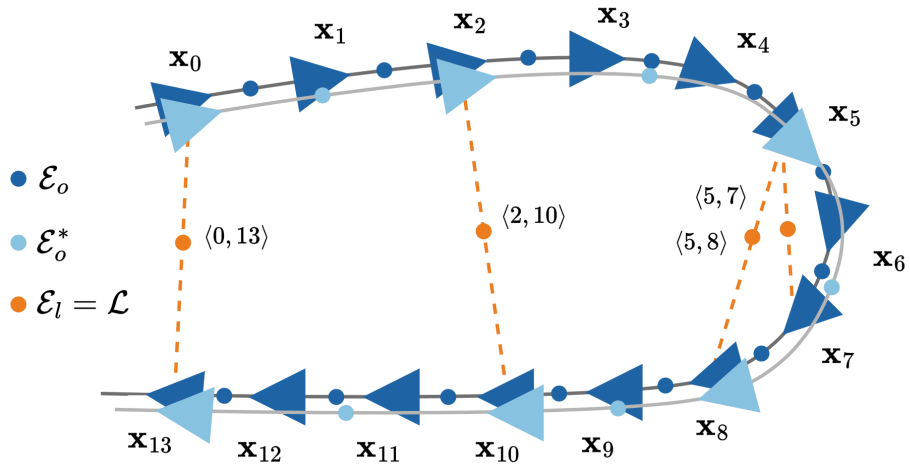 x₀
x₁
x₂
x₃
x₄
x₅
x₆
x₇
x₈
x₉
x₁₀
x₁₁
x₁₂
x₁₃
ℰₒ
ℰₒ*
ℰₗ = ℒ
⟨0, 13⟩
⟨2, 10⟩
⟨5, 7⟩
⟨5, 8⟩